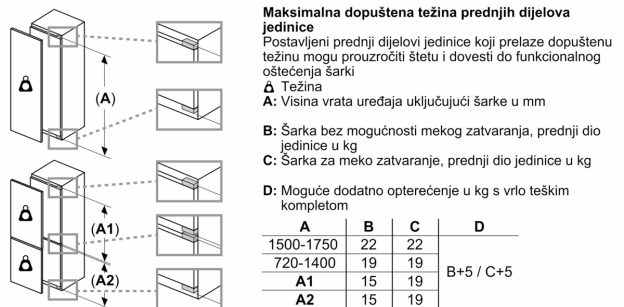 Maksimalna dopuštena težina prednjih dijelova
jedinice
Postavljeni prednji dijelovi jedinice koji prelaze dopuštenu
težinu mogu prouzročiti štetu i dovesti do funkcionalnog
oštećenja šarki
Težina
A: Visina vrata uređaja uključujući šarke u mm
B: Šarka bez mogućnosti mekog zatvaranja, prednji dio
jedinice u kg
C: Šarka za meko zatvaranje, prednji dio jedinice u kg
D: Moguće dodatno opterećenje u kg s vrlo teškim
kompletom
A B C D
1500-1750 22 22
720-1400 19 19
B+5 / C+5
A1 15 19
A2 15 19
(A)
(A1)
(A2)